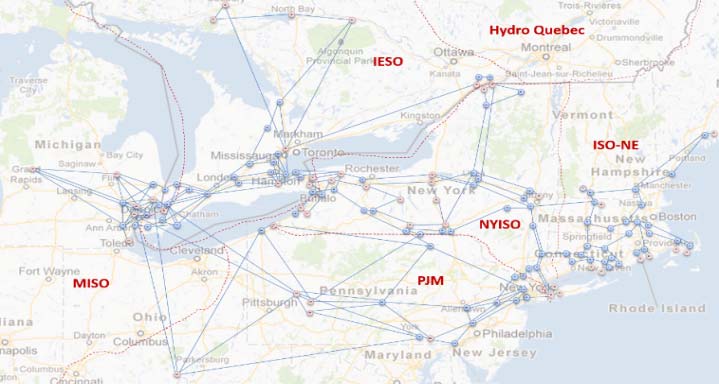 Trois-Rivières
North Bay
Hydro Quebec
Victoriaville
Drummondville
Algonquin
Provincial Park
Ottawa
Montreal
IESO
Kanata
Saint-Jean-sur-Richelieu
Sherbrooke
Traverse
City
Kingston
Vermont
Markham
Toronto
Michigan
Bay City
Mississauga
ISO-NE
Portland
Saginaw
New
Hampshire
Grand
Rapids
Flint
London
Hamilton
Rochester
Lansing
Buffalo
New York
Manchester
Nashua
Chatham
NYISO
Massachusetts
Boston
Ann Arbor
Springfield
Providence
Toledo
Connecticut
New Haven
Cleveland
Fort Wayne
MISO
Akron
PJM
New York
Pennsylvania
Rhode Island
Pittsburgh
Allentown
Ohio
York
Philadelphia
Dayton
Columbus
Parkersburg
Maryland
New Jersey
Indiana
napolis
Cincinnati